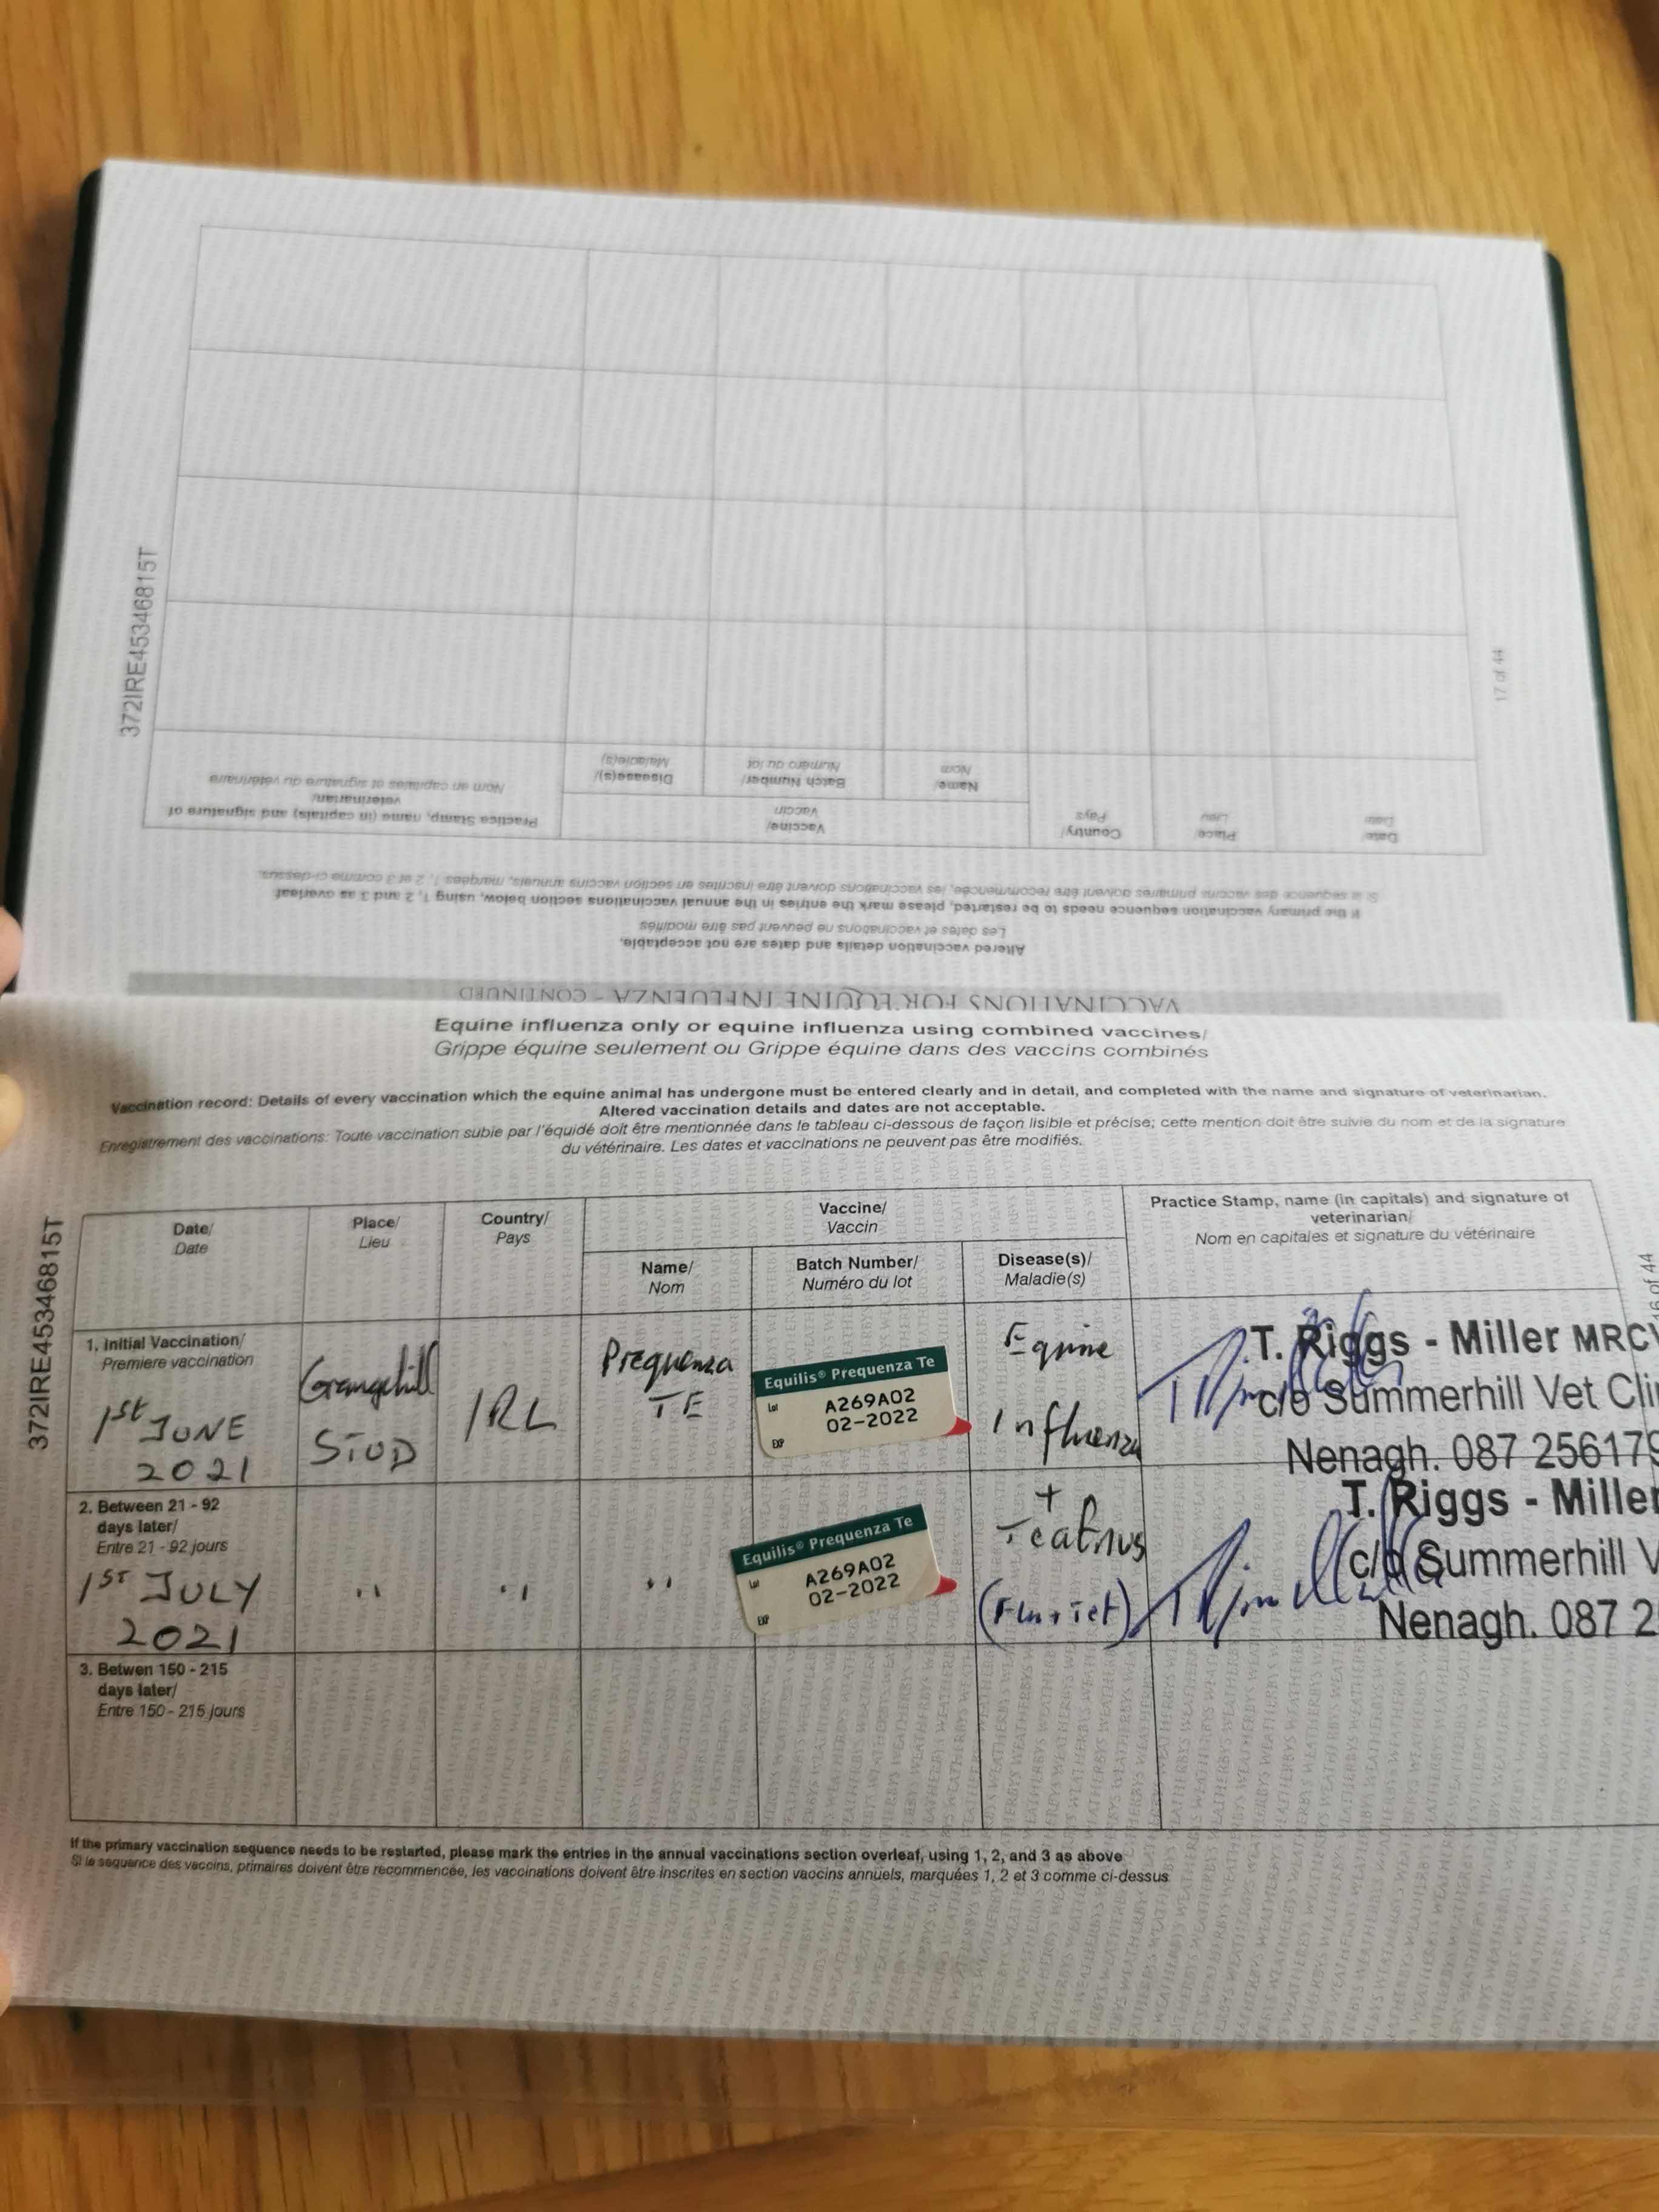 372IRE45346815T
17 of 44
VACCINATIONS FOR EQUINE INFLUENZA - CONTINUED
Altered vaccination details and dates are not acceptable.
Les dates et vaccinations ne peuvent pas être modifiés
If the primary vaccination sequence needs to be restarted, please mark the entries in the annual vaccinations section below, using 1, 2 and 3 as overleaf
Si la sequence des vaccins primaires doivent être recommencée, les vaccinations doivent être inscrites en section vaccins annuels, marquées 1, 2 et 3 comme ci-dessus.
Date/
Date
Place/
Lieu
Country/
Pays
Vaccine/
Vaccin
Name/
Nom
Batch Number/
Numéro du lot
Disease(s)/
Maladie(s)
Practice Stamp, name (in capitals) and signature of
veterinarian/
Nom en capitales et signature du vétérinaire
Equine influenza only or equine influenza using combined vaccines/
Grippe équine seulement ou Grippe équine dans des vaccins combinés
Vaccination record: Details of every vaccination which the equine animal has undergone must be entered clearly and in detail, and completed with the name and signature of veterinarian.
Altered vaccination details and dates are not acceptable.
Enregistrement des vaccinations: Toute vaccination subie par l'équidé doit être mentionnée dans le tableau ci-dessous de façon lisible et précise; cette mention doit être suivie du nom et de la signature
du vétérinaire. Les dates et vaccinations ne peuvent pas être modifiés.
372IRE45346815T
6 of 44
Date/
Date
Place/
Lieu
Country/
Pays
Vaccine/
Vaccin
Name/
Nom
Batch Number/
Numéro du lot
Disease(s)/
Maladie(s)
Practice Stamp, name (in capitals) and signature of
veterinarian/
Nom en capitales et signature du vétérinaire
1. Initial Vaccination/
Premiere vaccination
1ST JUNE
2021
Grangehill
STUD
IRL
Prequenza
TE
Equilis® Prequenza Te
Lot A269A02
EXP 02-2022
Equine
Influenza
T. Riggs - Miller MRCV
c/o Summerhill Vet Cli
Nenagh. 087 256179
2. Between 21 - 92
days later/
Entre 21 - 92 jours
1ST JULY
2021
Equilis® Prequenza Te
Lot A269A02
EXP 02-2022
+
Teatnus
T. Riggs - Miller
c/o Summerhill V
Nenagh. 087 2
3. Betwen 150 - 215
days later/
Entre 150 - 215 jours
If the primary vaccination sequence needs to be restarted, please mark the entries in the annual vaccinations section overleaf, using 1, 2, and 3 as above
Si la sequence des vaccins, primaires doivent être recommencée, les vaccinations doivent être inscrites en section vaccins annuels, marquées 1, 2 et 3 comme ci-dessus